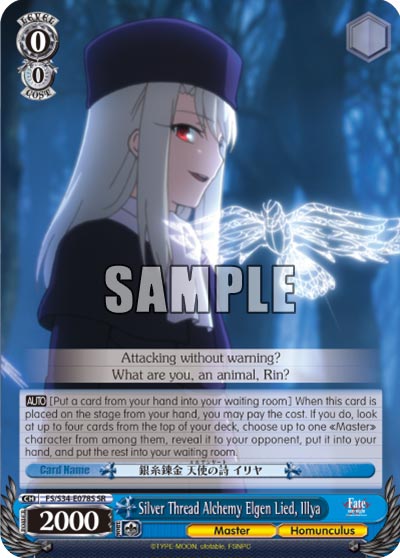 LEVEL
0
0
COST
SAMPLE
Attacking without warning?
What are you, an animal, Rin?
AUTO [Put a card from your hand into your waiting room] When this card is
placed on the stage from your hand, you may pay the cost. If you do, look
at up to four cards from the top of your deck, choose up to one «Master»
character from among them, reveal it to your opponent, put it into your
hand, and put the rest into your waiting room.
Card Name
銀糸錬金 天使の詩 イリヤ
FS/S34-E078S SR
Silver Thread Alchemy Elgen Lied, Illya
Fate
POWER
2000
Master
Homunculus
©TYPE-MOON, ufotable, FSNPC